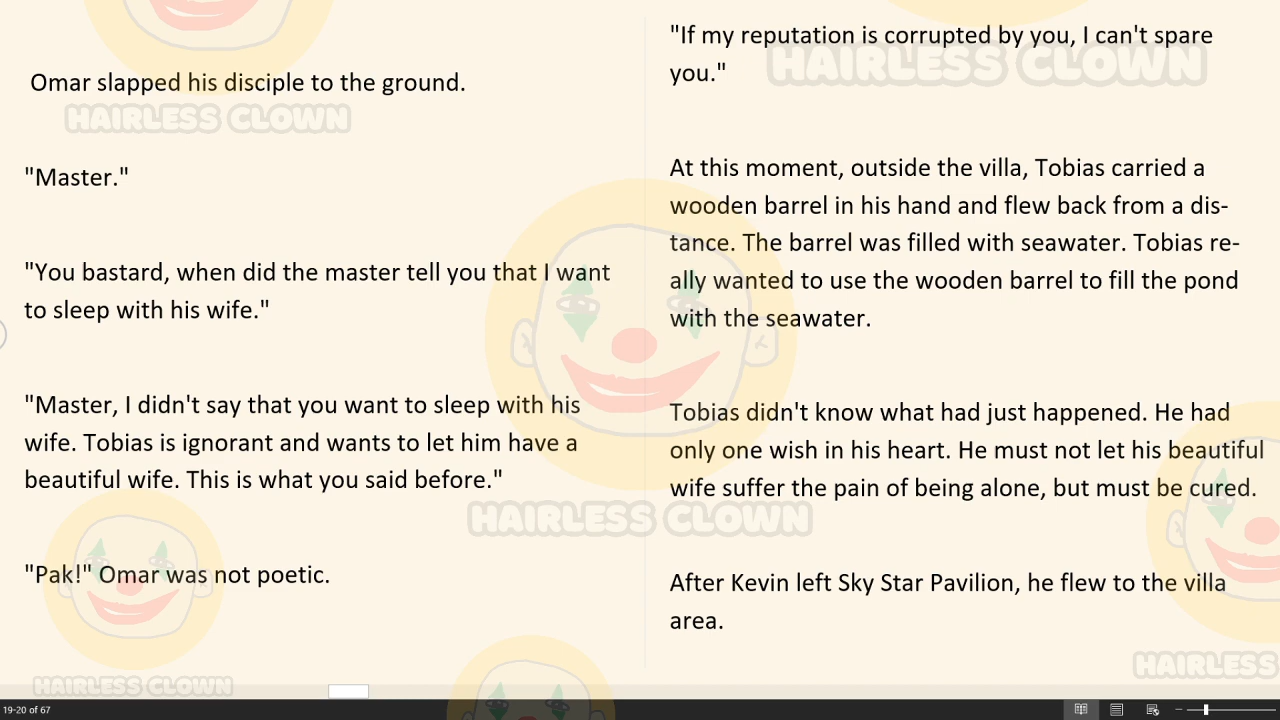 Omar slapped his disciple to the ground.
HAIRLESS CLOWN
"Master."
"You bastard, when did the master tell you that I want
to sleep with his wife."
"Master, I didn't say that you want to sleep with his
wife. Tobias is ignorant and wants to let him have a
beautiful wife. This is what you said before."
HAIRLESS CLOWN
"Pak!" Omar was not poetic.
HAIRLESS CLOWN
"If my reputation is corrupted by you, I can't spare
HAIRLESS CLOWN
you."
At this moment, outside the villa, Tobias carried a
wooden barrel in his hand and flew back from a dis-
tance. The barrel was filled with seawater. Tobias re-
ally wanted to use the wooden barrel to fill the pond
with the seawater.
Tobias didn't know what had just happened. He had
only one wish in his heart. He must not let his beautiful
wife suffer the pain of being alone, but must be cured.
After Kevin left Sky Star Pavilion, he flew to the villa
area.
HAIRLESS
19-20 of 67